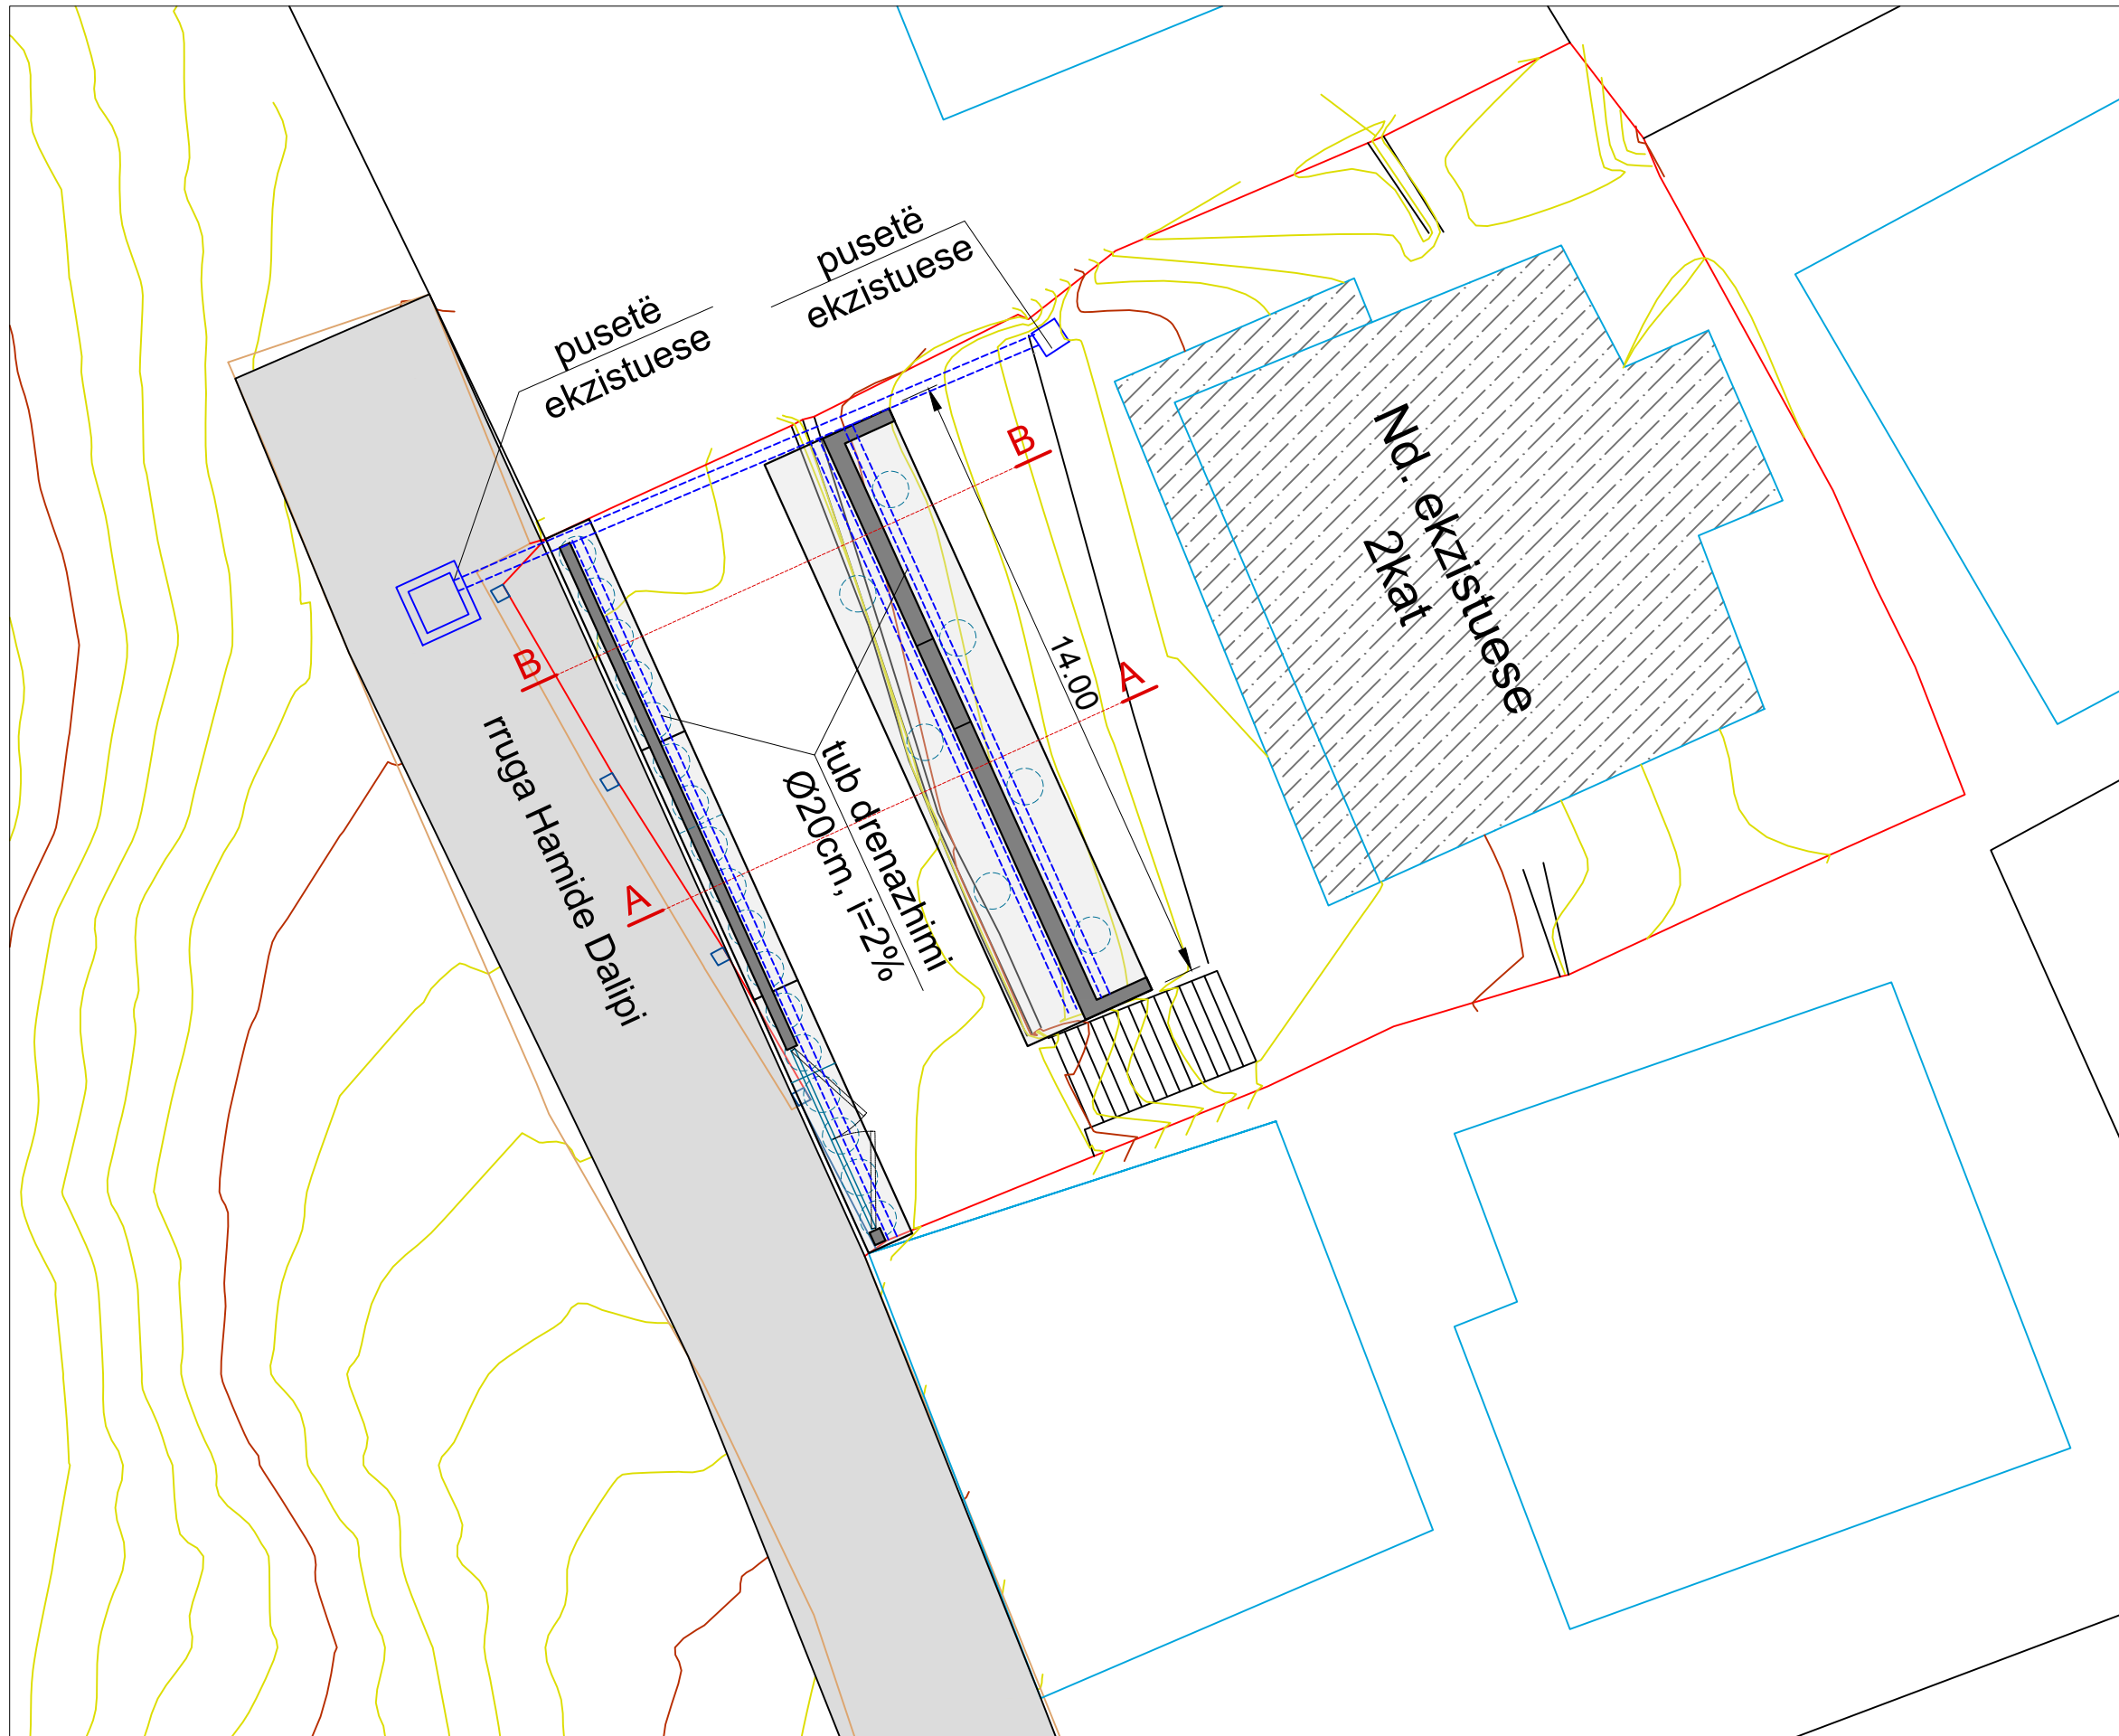 pusetë
ekzistuese
pusetë
ekzistuese
B
B
A
A
14.00
Nd. ekzistuese
2kat
tub drenazhimi
Ø20cm, i=2%
rruga Hamide Dalipi